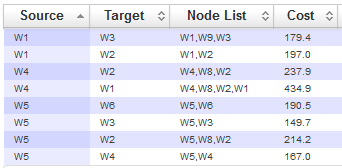 Source Target Node List Cost
W1 W3 W1,W9,W3 179.4
W1 W2 W1,W2 197.0
W4 W2 W4,W8,W2 237.9
W4 W1 W4,W8,W2,W1 434.9
W5 W6 W5,W6 190.5
W5 W3 W5,W3 149.7
W5 W2 W5,W8,W2 214.2
W5 W4 W5,W4 167.0